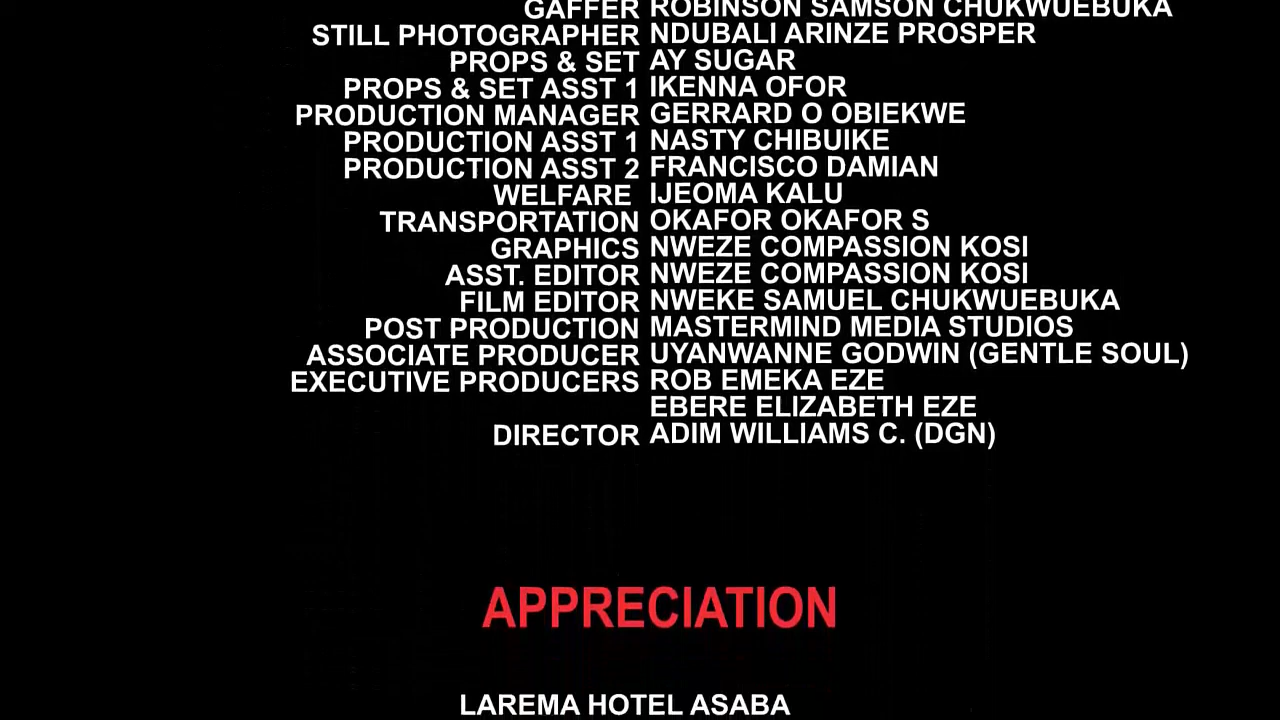 GAFFER ROBINSON SAMSON CHUKWUEBUKA
STILL PHOTOGRAPHER NDUBALI ARINZE PROSPER
PROPS & SET AY SUGAR
PROPS & SET ASST 1 IKENNA OFOR
PRODUCTION MANAGER GERRARD O OBIEKWE
PRODUCTION ASST 1 NASTY CHIBUIKE
PRODUCTION ASST 2 FRANCISCO DAMIAN
WELFARE IJEOMA KALU
TRANSPORTATION OKAFOR OKAFOR S
GRAPHICS NWEZE COMPASSION KOSI
ASST. EDITOR NWEZE COMPASSION KOSI
FILM EDITOR NWEKE SAMUEL CHUKWUEBUKA
POST PRODUCTION MASTERMIND MEDIA STUDIOS
ASSOCIATE PRODUCER UYANWANNE GODWIN (GENTLE SOUL)
EXECUTIVE PRODUCERS ROB EMEKA EZE
EBERE ELIZABETH EZE
DIRECTOR ADIM WILLIAMS C. (DGN)
APPRECIATION
LAREMA HOTEL ASABA